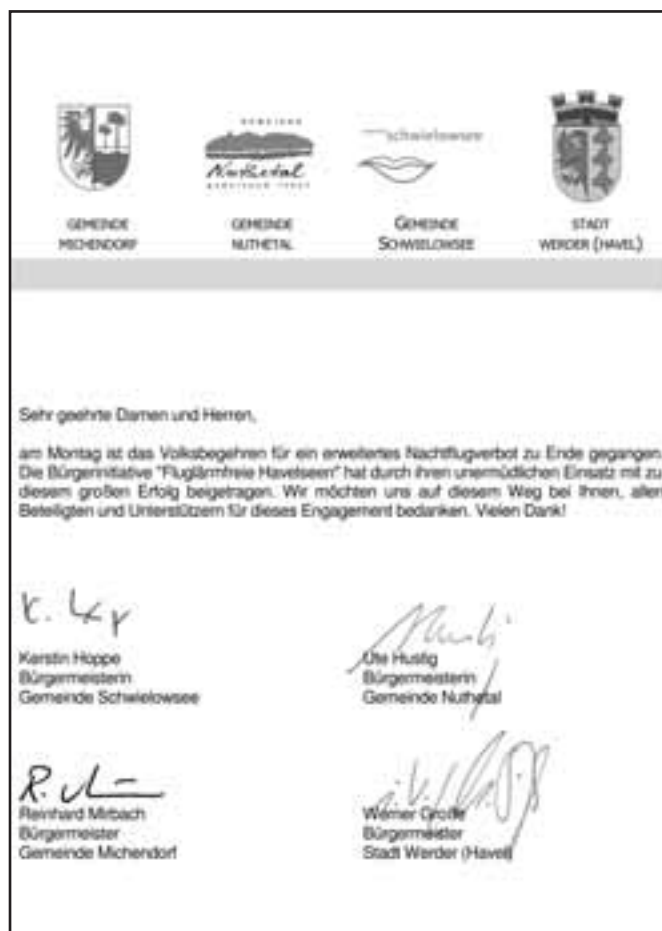 GEMEINDE
Nuthetal
schwielowsee
GEMEINDE
MICHENDORF
GEMEINDE
NUTHETAL
GEMEINDE
SCHWIELOWSEE
STADT
WERDER (HAVEL)
Sehr geehrte Damen und Herren,
am Montag ist das Volksbegehren für ein erweitertes Nachtflugverbot zu Ende gegangen.
Die Bürgerinitiative "Fluglärmfreie Havelseen" hat durch ihren unermüdlichen Einsatz mit zu
diesem großen Erfolg beigetragen. Wir möchten uns auf diesem Weg bei Ihnen, allen
Beteiligten und Unterstützern für dieses Engagement bedanken. Vielen Dank!
Kerstin Hoppe
Bürgermeisterin
Gemeinde Schwielowsee
Ute Hustig
Bürgermeisterin
Gemeinde Nuthetal
Reinhard Mirbach
Bürgermeister
Gemeinde Michendorf
Werner Große
Bürgermeister
Stadt Werder (Havel)